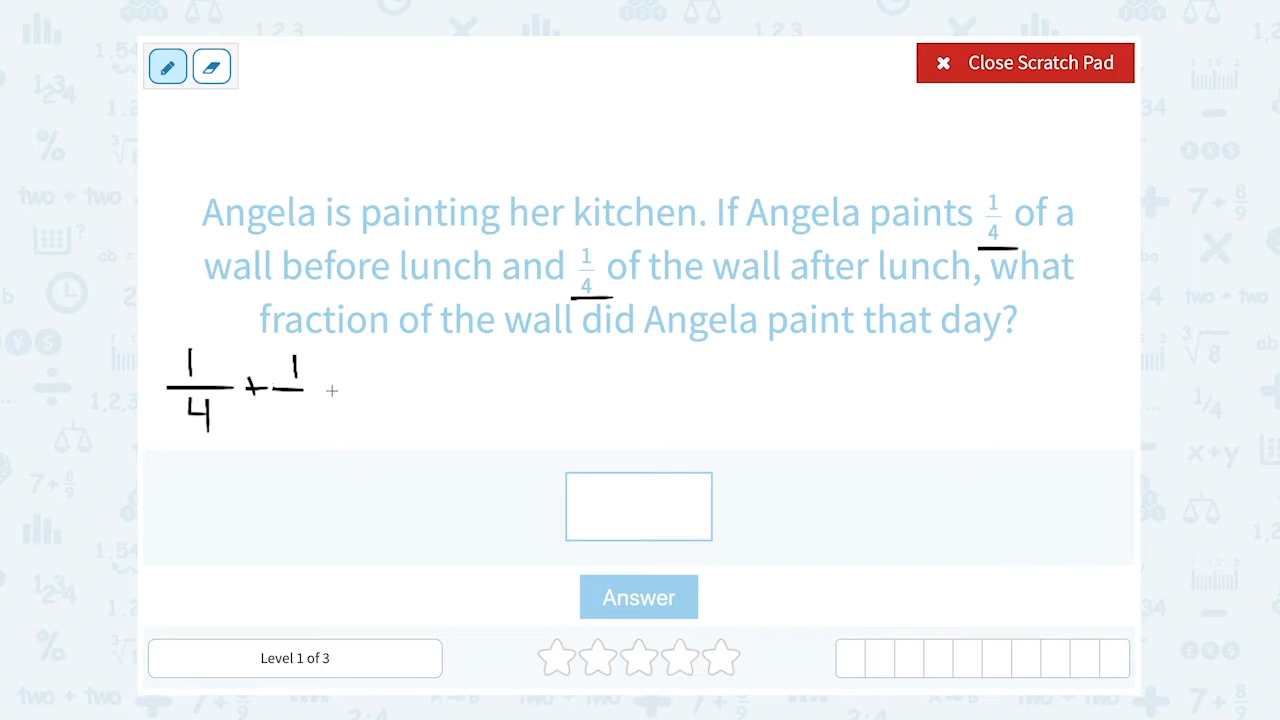 Close Scratch Pad
Angela is painting her kitchen. If Angela paints 1/4 of a
wall before lunch and 1/4 of the wall after lunch, what
fraction of the wall did Angela paint that day?
1/4 + 1/
Answer
Level 1 of 3